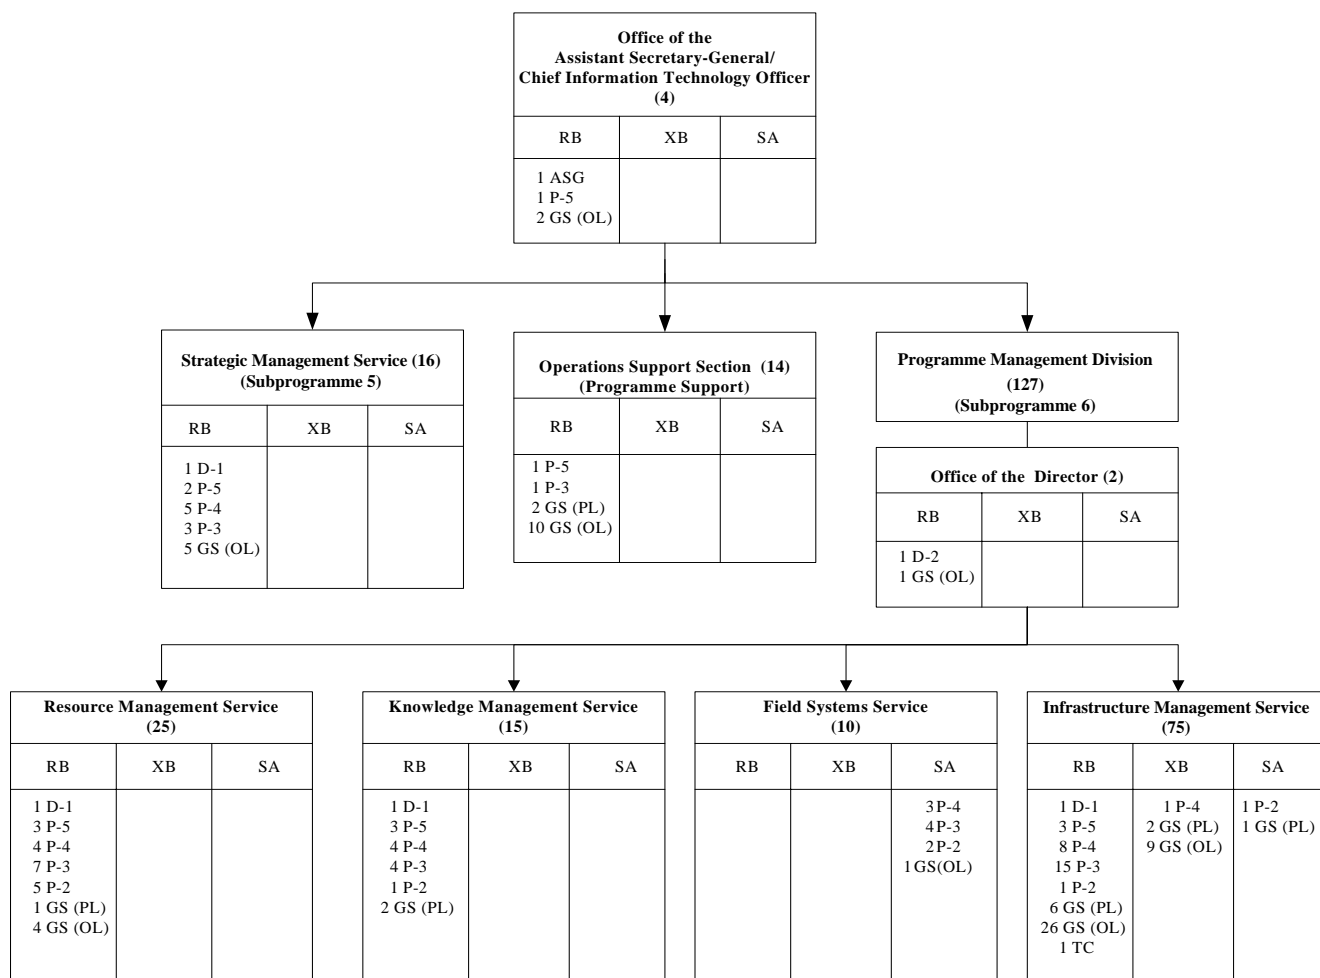 Office of the
Assistant Secretary-General/
Chief Information Technology Officer
(4)
RB XB SA
1 ASG
1 P-5
2 GS (OL)
Strategic Management Service (16)
(Subprogramme 5)
RB XB SA
1 D-1
2 P-5
5 P-4
3 P-3
5 GS (OL)
Operations Support Section (14)
(Programme Support)
RB XB SA
1 P-5
1 P-3
2 GS (PL)
10 GS (OL)
Programme Management Division
(127)
(Subprogramme 6)
Office of the Director (2)
RB XB SA
1 D-2
1 GS (OL)
Resource Management Service
(25)
RB XB SA
1 D-1
3 P-5
4 P-4
7 P-3
5 P-2
1 GS (PL)
4 GS (OL)
Knowledge Management Service
(15)
RB XB SA
1 D-1
3 P-5
4 P-4
4 P-3
1 P-2
2 GS (PL)
Field Systems Service
(10)
RB XB SA
3 P-4
4 P-3
2 P-2
1 GS(OL)
Infrastructure Management Service
(75)
RB XB SA
1 D-1
3 P-5
8 P-4
15 P-3
1 P-2
6 GS (PL)
26 GS (OL)
1 TC
1 P-4
2 GS (PL)
9 GS (OL)
1 P-2
1 GS (PL)